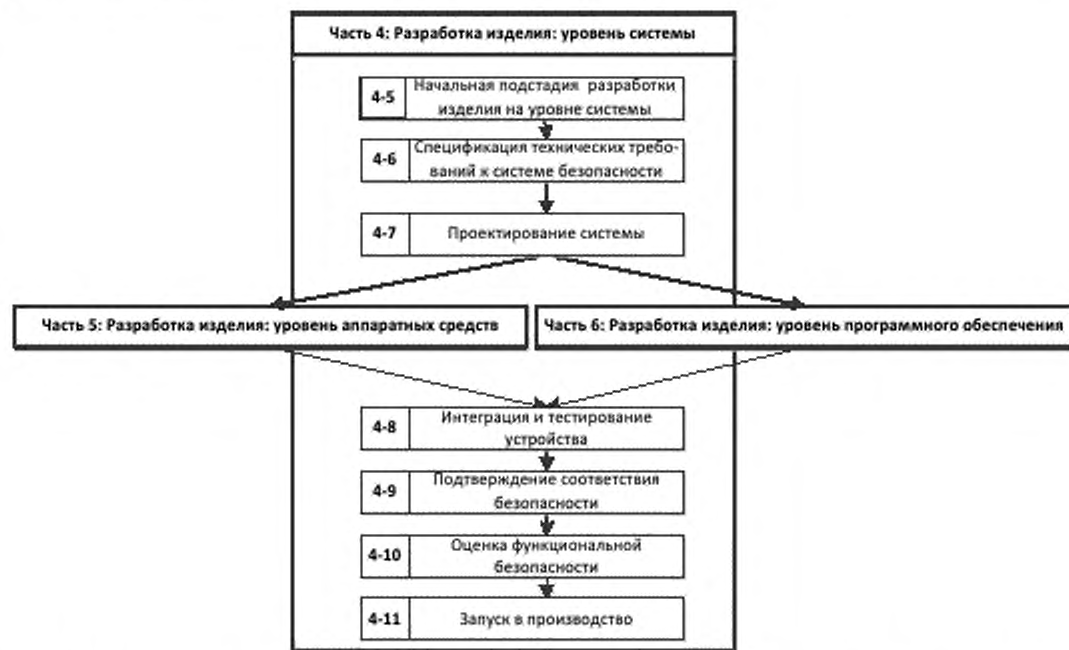 Часть 4: Разработка изделия: уровень системы
4-5
Начальная подстадия разработки
изделия на уровне системы
4-6
Спецификация технических требо-
ваний к системе безопасности
4-7
Проектирование системы
Часть 5: Разработка изделия: уровень аппаратных средств
Часть 6: Разработка изделия: уровень программного обеспечения
4-8
Интеграция и тестирование
устройства
4-9
Подтверждение соответствия
безопасности
4-10
Оценка функциональной
безопасности
4-11
Запуск в производство